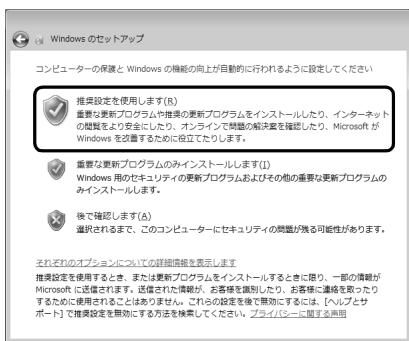 Windows のセットアップ
コンピューターの保護と Windows の機能の向上が自動的に行われるように設定してください
推奨設定を使用します(R)
重要な更新プログラムや推奨の更新プログラムをインストールしたり、インターネット
の閲覧をより安全にしたり、オンラインで問題の解決策を確認したり、Microsoft が
Windows を改善するために役立てたりします。
重要な更新プログラムのみインストールします(I)
Windows 用のセキュリティの更新プログラムおよびその他の重要な更新プログラムの
みインストールします。
後で確認します(A)
選択されるまで、このコンピューターにセキュリティの問題が残る可能性があります。
それぞれのオプションについての詳細情報を表示します
推奨設定を使用するとき、または更新プログラムをインストールするときに限り、一部の情報が
Microsoft に送信されます。送信された情報が、お客様を識別したり、お客様に連絡を取ったり
するために使用されることはありません。これらの設定を後で無効にするには、[ヘルプとサ
ポート] で推奨設定を無効にする方法を検索してください。プライバシーに関する声明